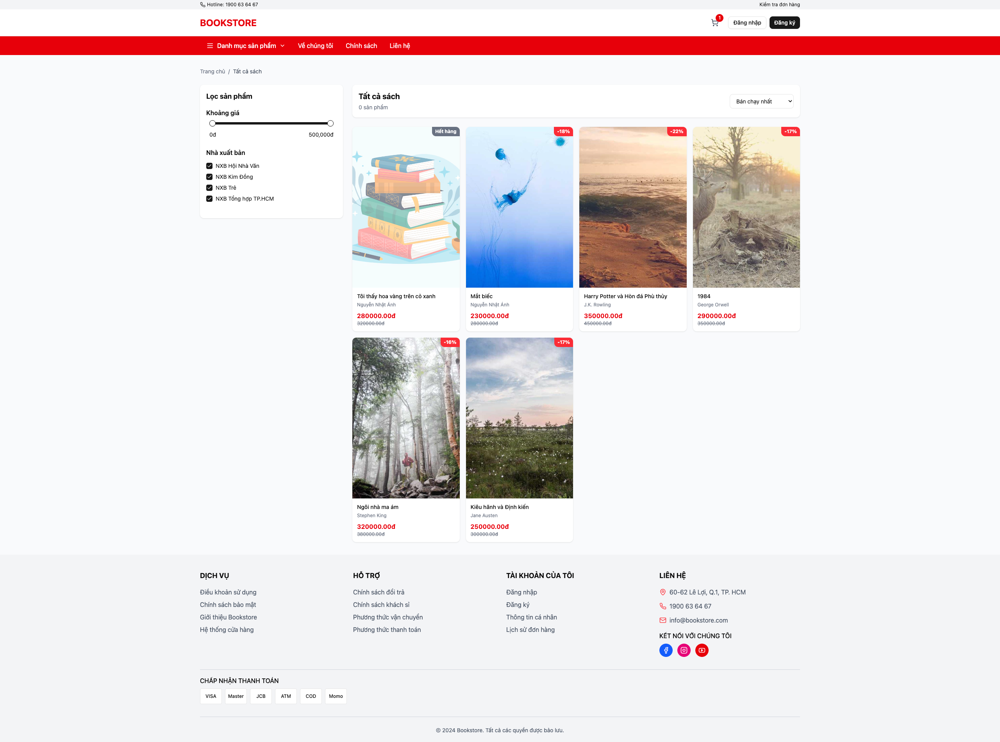 Hotline: 1900 63 64 67
Kiểm tra đơn hàng
BOOKSTORE
1
Đăng nhập
Đăng ký
Danh mục sản phẩm
Về chúng tôi
Chính sách
Liên hệ
Trang chủ / Tất cả sách
Lọc sản phẩm
Khoảng giá
0đ
500,000đ
Nhà xuất bản
NXB Hội Nhà Văn
NXB Kim Đồng
NXB Trẻ
NXB Tổng hợp TP.HCM
Tất cả sách
0 sản phẩm
Bán chạy nhất
Hết hàng
Tôi thấy hoa vàng trên cỏ xanh
Nguyễn Nhật Ánh
280000.00đ
320000.00đ
-18%
Mắt biếc
Nguyễn Nhật Ánh
230000.00đ
280000.00đ
-22%
Harry Potter và Hòn đá Phù thủy
J.K. Rowling
350000.00đ
450000.00đ
-17%
1984
George Orwell
290000.00đ
350000.00đ
-16%
Ngôi nhà ma ám
Stephen King
320000.00đ
380000.00đ
-17%
Kiêu hãnh và Định kiến
Jane Austen
250000.00đ
300000.00đ
DỊCH VỤ
Điều khoản sử dụng
Chính sách bảo mật
Giới thiệu Bookstore
Hệ thống cửa hàng
HỖ TRỢ
Chính sách đổi trả
Chính sách khách sỉ
Phương thức vận chuyển
Phương thức thanh toán
TÀI KHOẢN CỦA TÔI
Đăng nhập
Đăng ký
Thông tin cá nhân
Lịch sử đơn hàng
LIÊN HỆ
60-62 Lê Lợi, Q.1, TP. HCM
1900 63 64 67
info@bookstore.com
KẾT NỐI VỚI CHÚNG TÔI
CHẤP NHẬN THANH TOÁN
VISA
Master
JCB
ATM
COD
Momo
© 2024 Bookstore. Tất cả các quyền được bảo lưu.